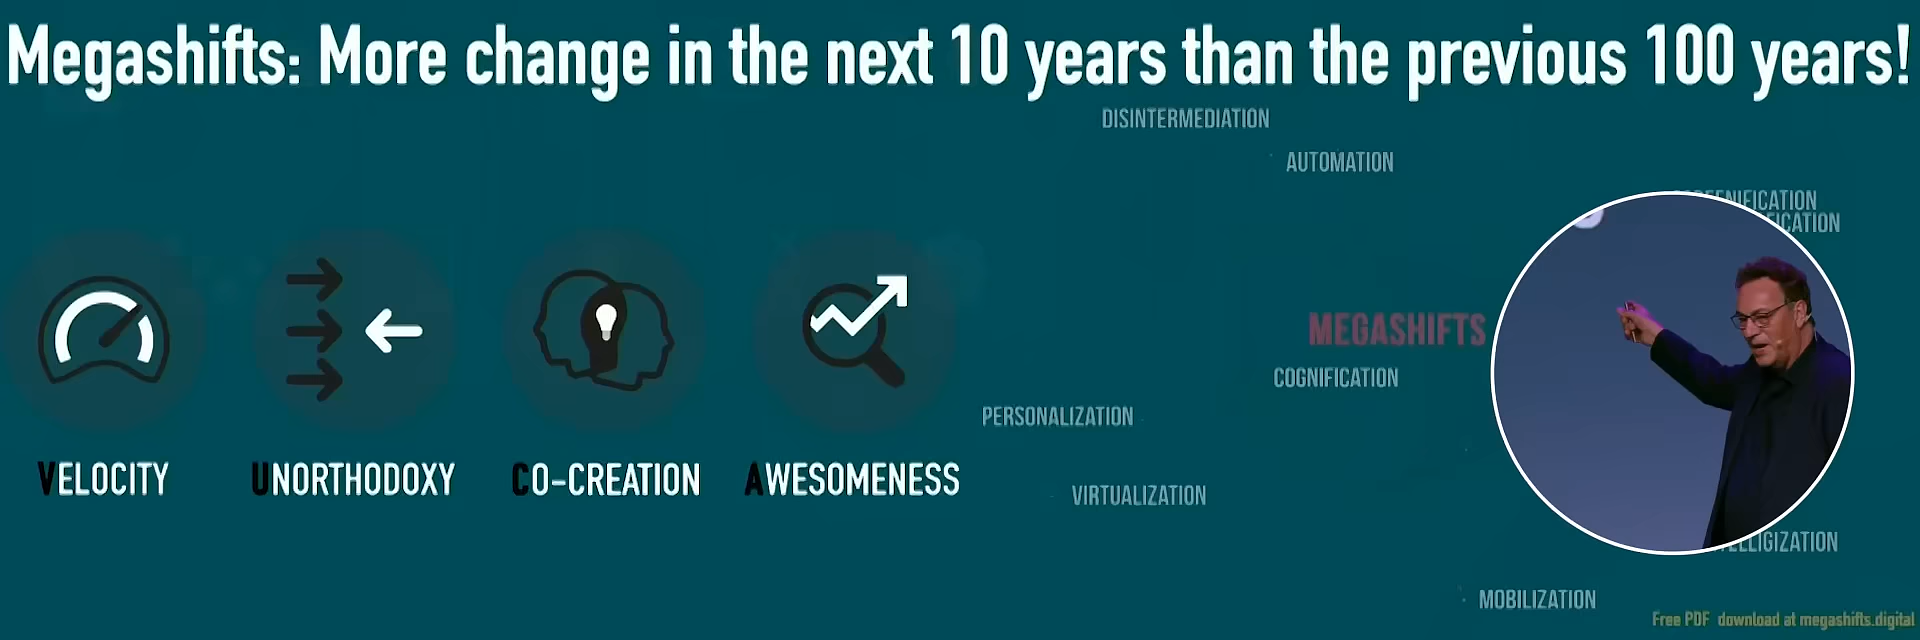 Megashifts: More change in the next 10 years than the previous 100 years!
DISINTERMEDIATION
AUTOMATION
MEGASHIFTS
COGNIFICATION
PERSONALIZATION
VELOCITY
UNORTHODOXY
CO-CREATION
AWESOMENESS
VIRTUALIZATION
MOBILIZATION
Free PDF download at megashifts.digital